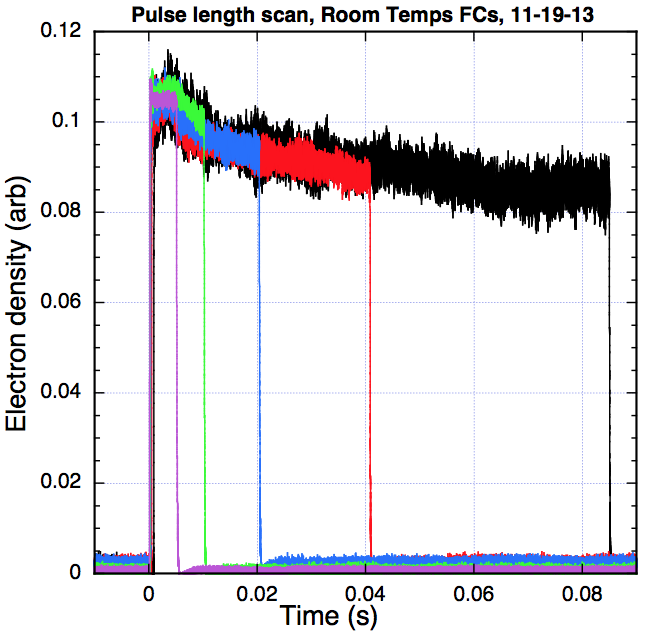 Pulse length scan, Room Temps FCs, 11-19-13
0.12
0.1
0.08
0.06
0.04
0.02
0
Electron density (arb)
0 0.02 0.04 0.06 0.08
Time (s)